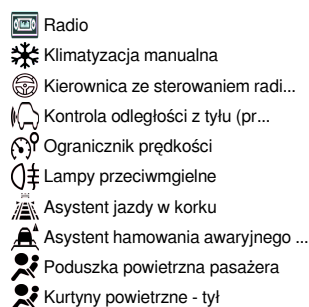 Radio
Klimatyzacja manualna
Kierownica ze sterowaniem radi...
Kontrola odległości z tyłu (pr...
Ogranicznik prędkości
Lampy przeciwmgielne
Asystent jazdy w korku
Asystent hamowania awaryjnego ...
Poduszka powietrzna pasażera
Kurtyny powietrzne - tył